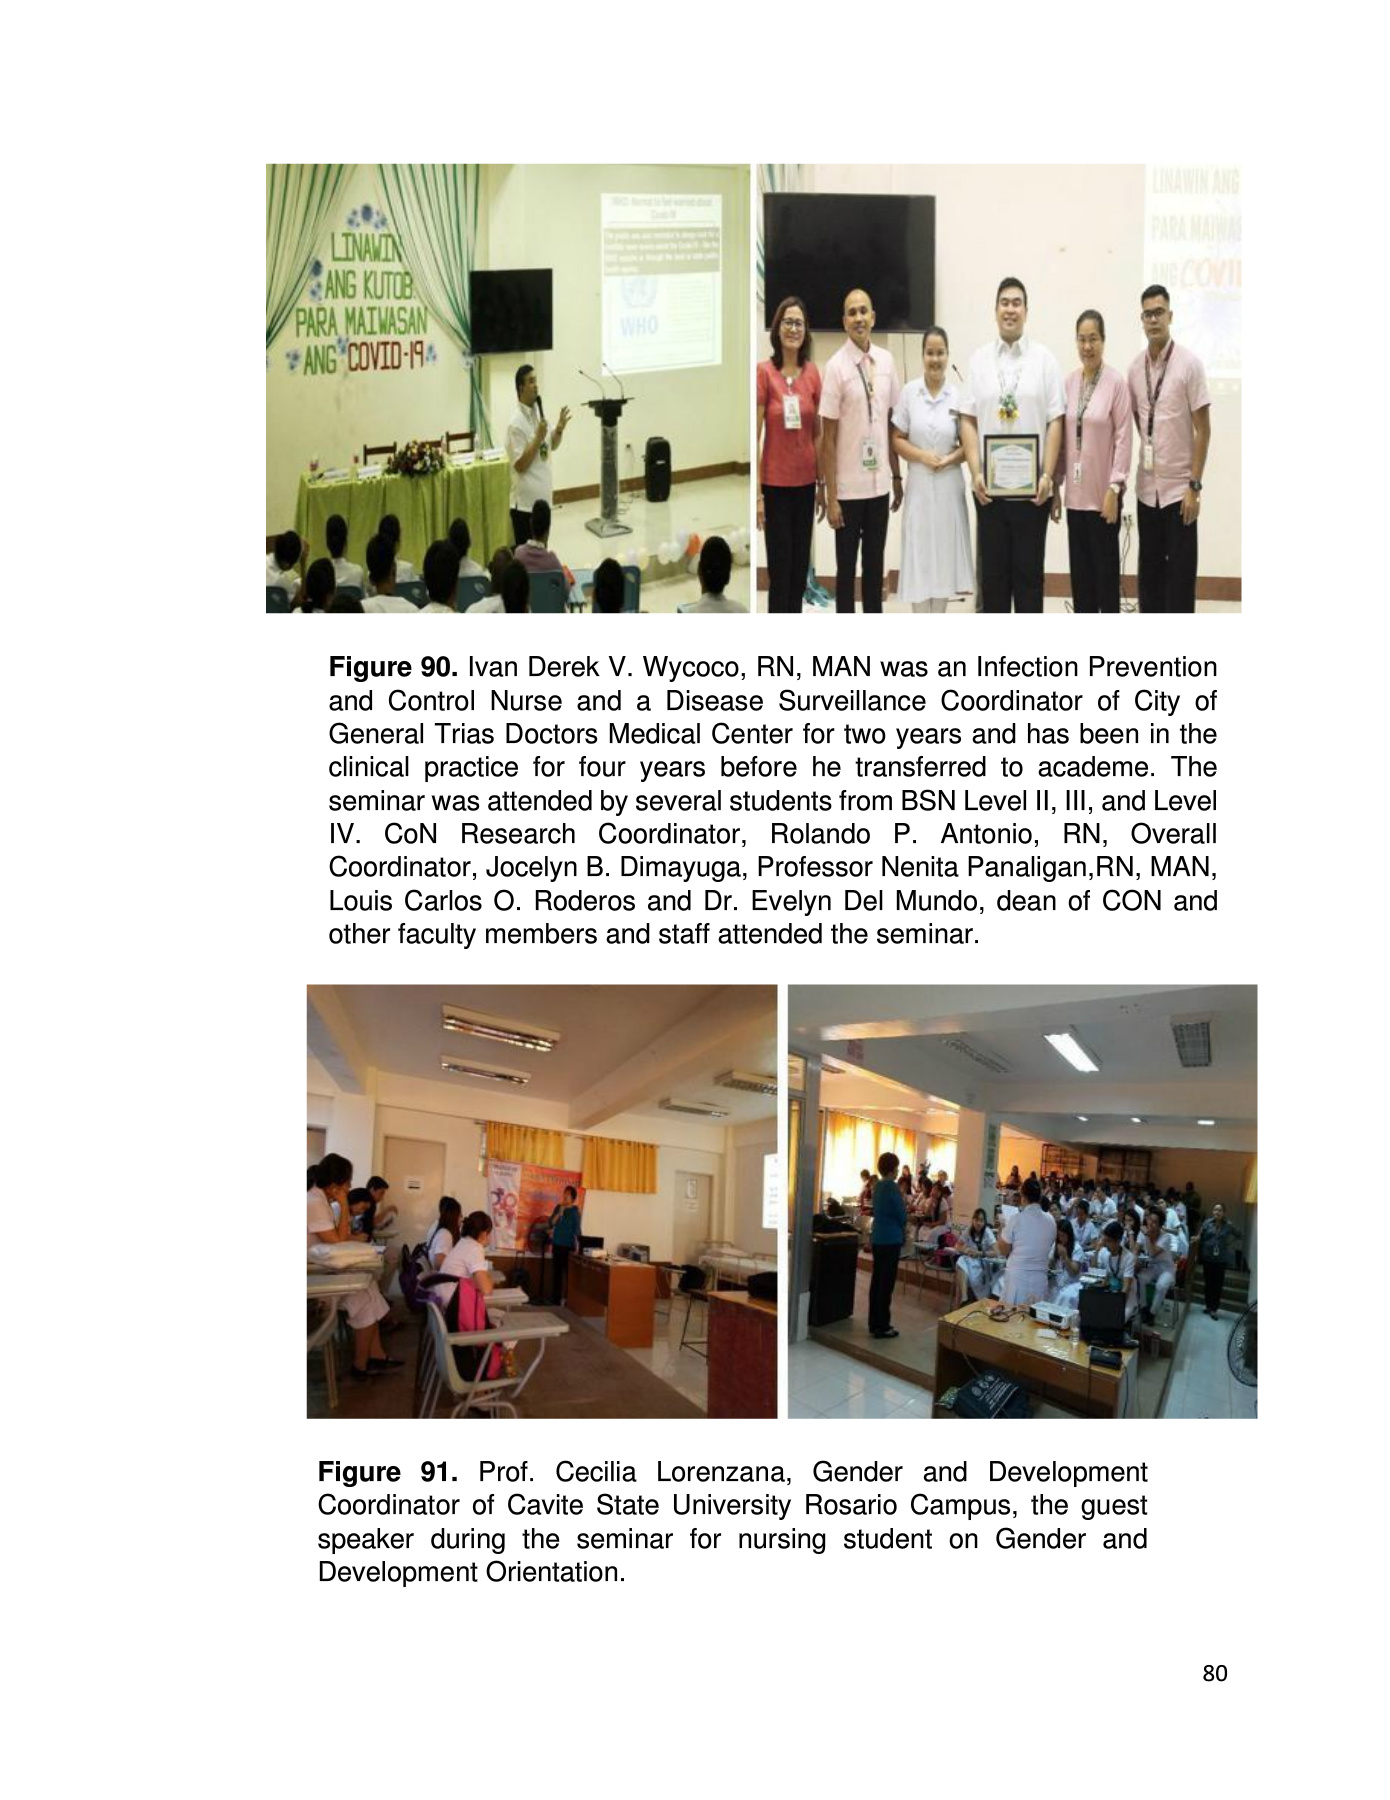 LINAWIN
ANG KUTOB
PARA MAIWASAN
ANG COVID-19
WHO
LINAWIN ANG
PARA MAIWAS
ANG COVI
Figure 90. Ivan Derek V. Wycoco, RN, MAN was an Infection Prevention
and Control Nurse and a Disease Surveillance Coordinator of City of
General Trias Doctors Medical Center for two years and has been in the
clinical practice for four years before he transferred to academe. The
seminar was attended by several students from BSN Level II, III, and Level
IV. CoN Research Coordinator, Rolando P. Antonio, RN, Overall
Coordinator, Jocelyn B. Dimayuga, Professor Nenita Panaligan,RN, MAN,
Louis Carlos O. Roderos and Dr. Evelyn Del Mundo, dean of CON and
other faculty members and staff attended the seminar.
Figure 91. Prof. Cecilia Lorenzana, Gender and Development
Coordinator of Cavite State University Rosario Campus, the guest
speaker during the seminar for nursing student on Gender and
Development Orientation.
80